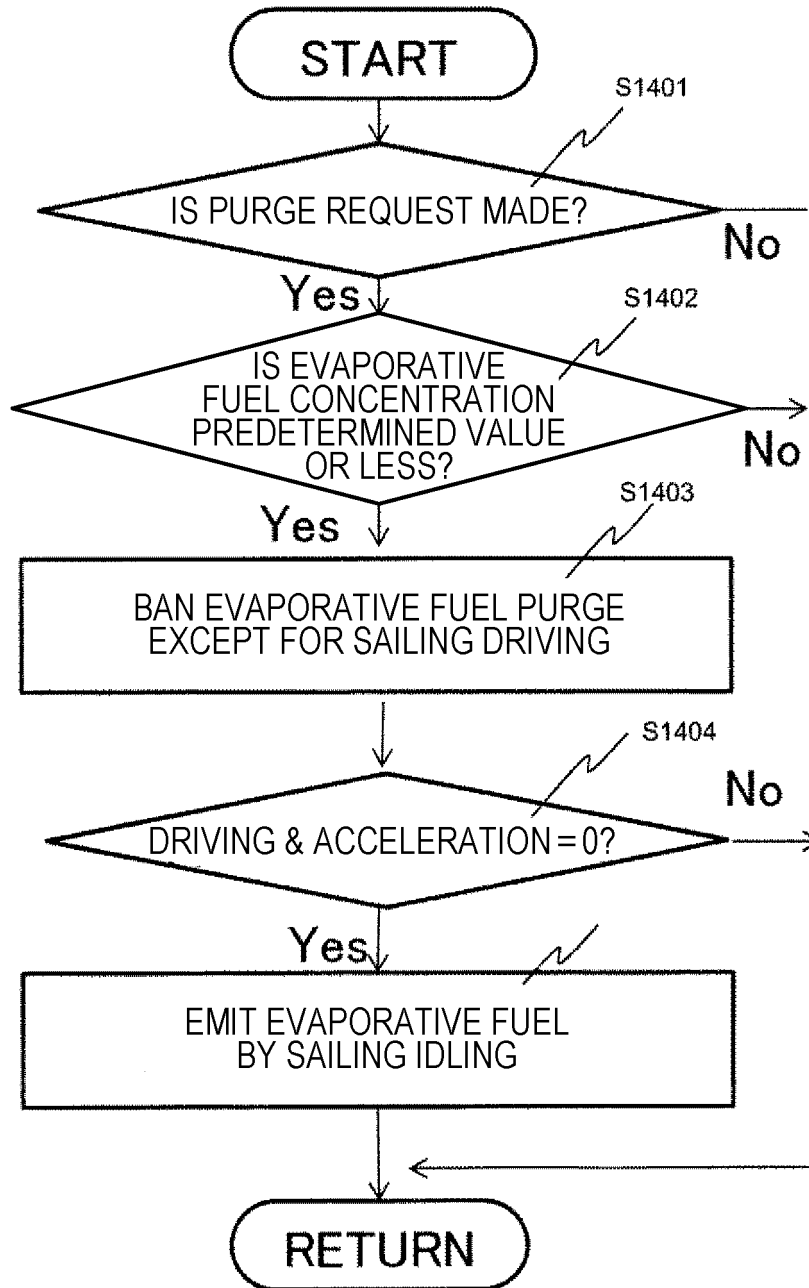 START
S1401
IS PURGE REQUEST MADE?
No
Yes
S1402
IS EVAPORATIVE
FUEL CONCENTRATION
PREDETERMINED VALUE
OR LESS?
No
Yes
S1403
BAN EVAPORATIVE FUEL PURGE
EXCEPT FOR SAILING DRIVING
S1404
No
DRIVING & ACCELERATION = 0?
Yes
EMIT EVAPORATIVE FUEL
BY SAILING IDLING
RETURN